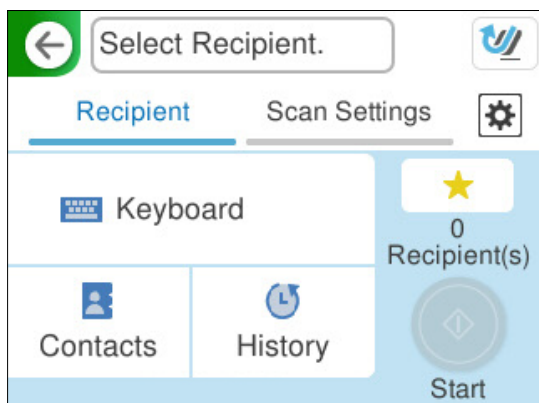 Select Recipient.
Recipient
Scan Settings
Keyboard
0
Recipient(s)
Contacts
History
Start